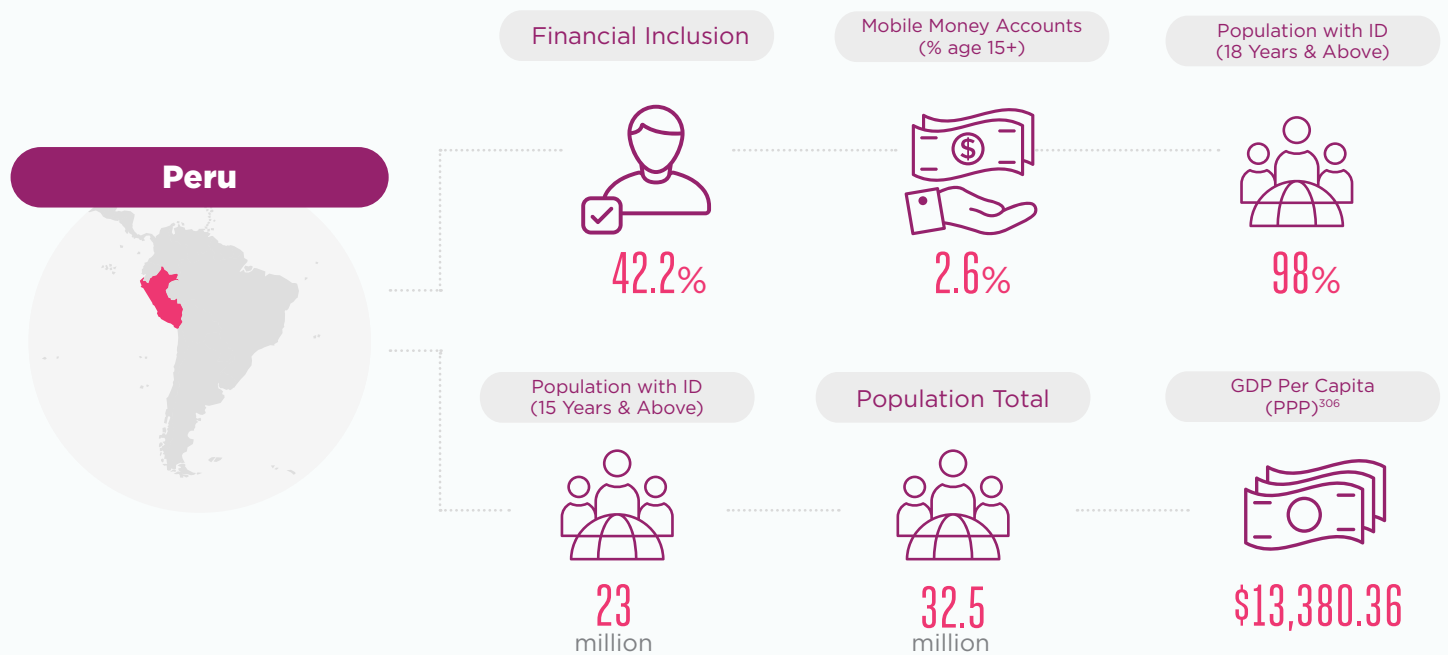 Peru
Financial Inclusion
42.2%
Mobile Money Accounts
(% age 15+)
$
2.6%
Population with ID
(18 Years & Above)
98%
Population with ID
(15 Years & Above)
23
million
Population Total
32.5
million
GDP Per Capita
(PPP)306
$13,380.36